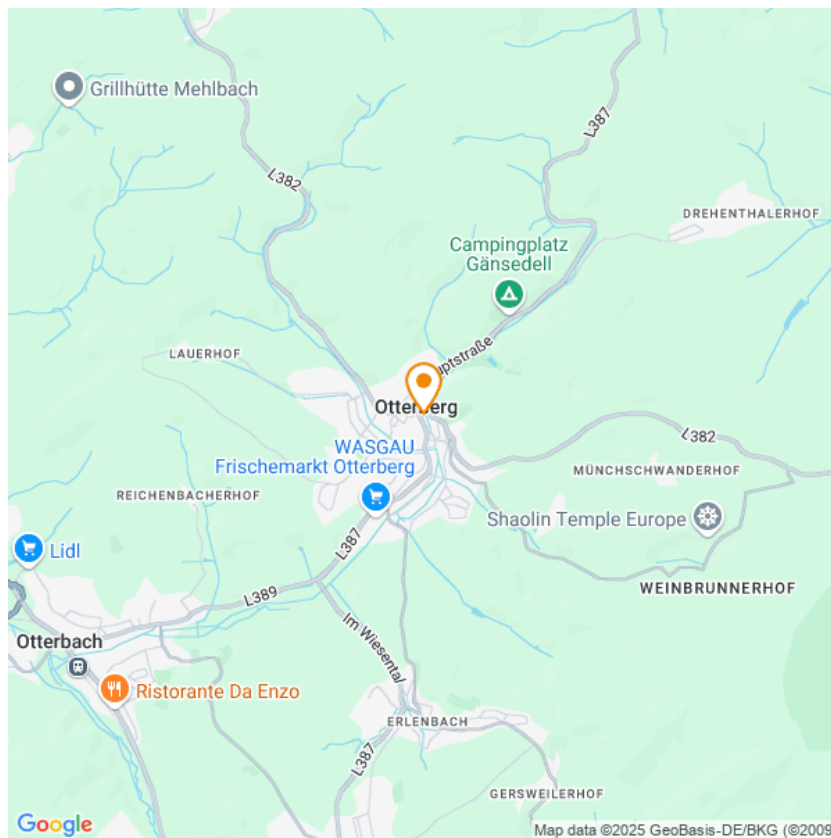 Grillhütte Mehlbach
L387
L382
DREHENTHALERHOF
Campingplatz
Gänsedell
LAUERHOF
uptstraße
Otterberg
WASGAU
Frischemarkt Otterberg
L382
MÜNCHSCHWANDERHOF
REICHENBACHERHOF
Shaolin Temple Europe
L387
Lidl
L389
WEINBRUNNERHOF
Im Wiesental
Otterbach
Ristorante Da Enzo
ERLENBACH
L387
GERSWEILERHOF
Google
Map data ©2025 GeoBasis-DE/BKG (©2009